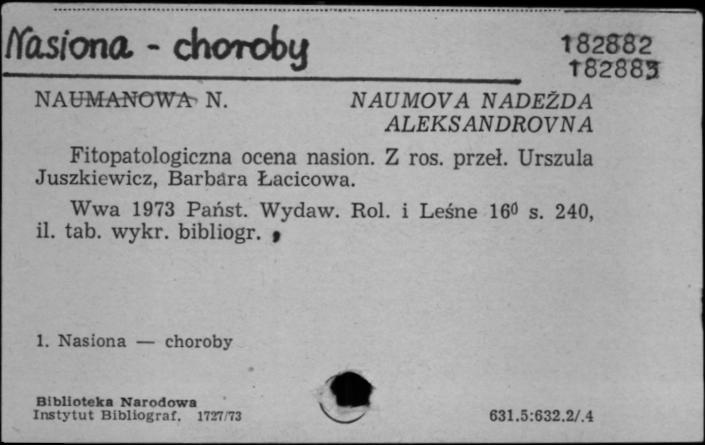 Nasiona - choroby
182882
182883
NAUMANOWA N. NAUMOVA NADEŽDA
ALEKSANDROVNA
Fitopatologiczna ocena nasion. Z ros. przeł. Urszula
Juszkiewicz, Barbara Łacicowa.
Wwa 1973 Państ. Wydaw. Rol. i Leśne 16⁰ s. 240,
il. tab. wykr. bibliogr.
1. Nasiona — choroby
Biblioteka Narodowa
Instytut Bibliograf. 1727/73
631.5:632.2/.4